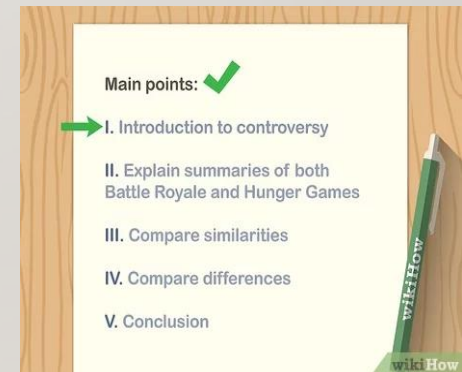 Main points:
I. Introduction to controversy
II. Explain summaries of both
Battle Royale and Hunger Games
III. Compare similarities
IV. Compare differences
V. Conclusion
wikiHow
wikiHow